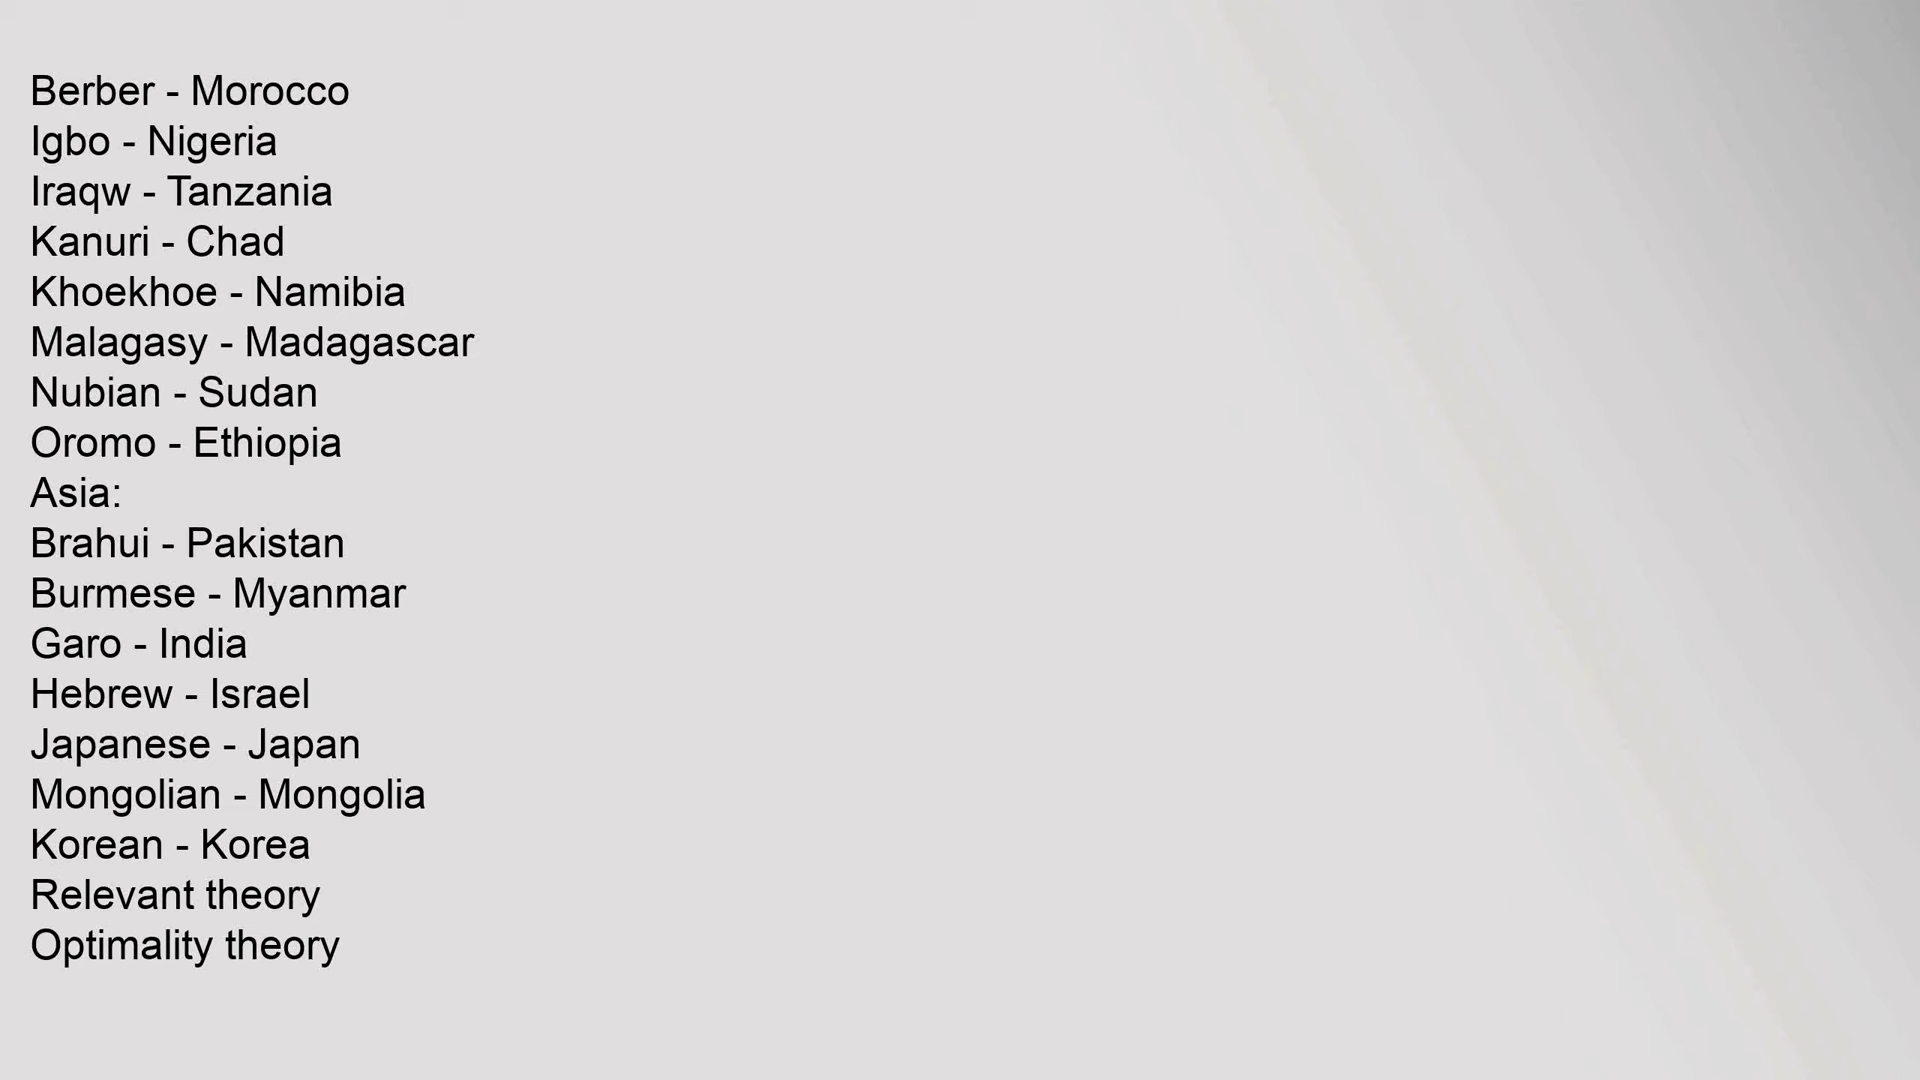 Berber - Morocco
Igbo - Nigeria
Iraqw - Tanzania
Kanuri - Chad
Khoekhoe - Namibia
Malagasy - Madagascar
Nubian - Sudan
Oromo - Ethiopia
Asia:
Brahui - Pakistan
Burmese - Myanmar
Garo - India
Hebrew - Israel
Japanese - Japan
Mongolian - Mongolia
Korean - Korea
Relevant theory
Optimality theory